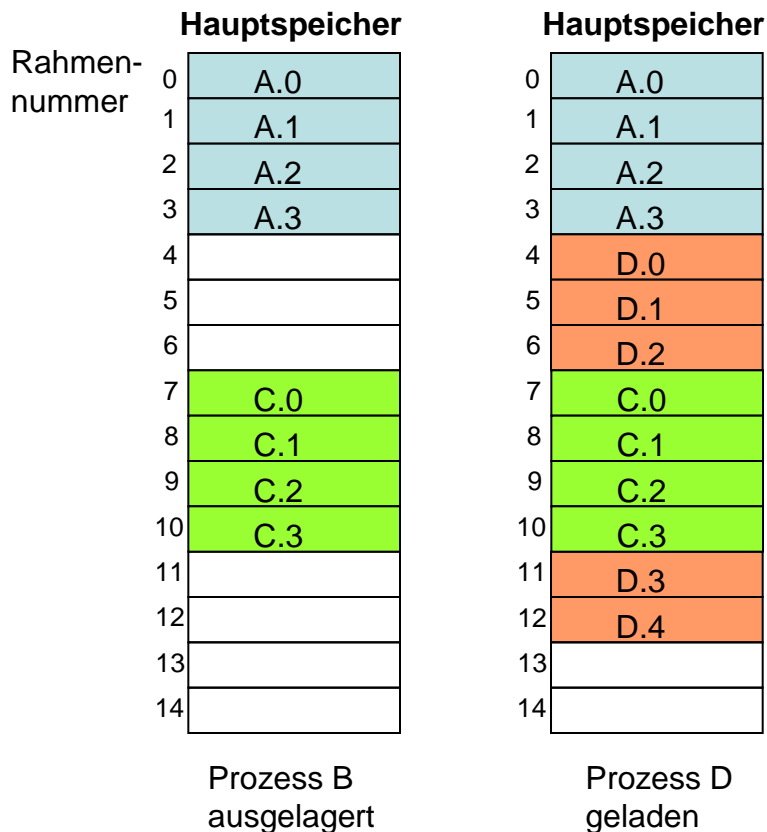 Hauptspeicher
Rahmen-
nummer
0 A.0
1 A.1
2 A.2
3 A.3
4
5
6
7 C.0
8 C.1
9 C.2
10 C.3
11
12
13
14
Prozess B
ausgelagert
Hauptspeicher
0 A.0
1 A.1
2 A.2
3 A.3
4 D.0
5 D.1
6 D.2
7 C.0
8 C.1
9 C.2
10 C.3
11 D.3
12 D.4
13
14
Prozess D
geladen